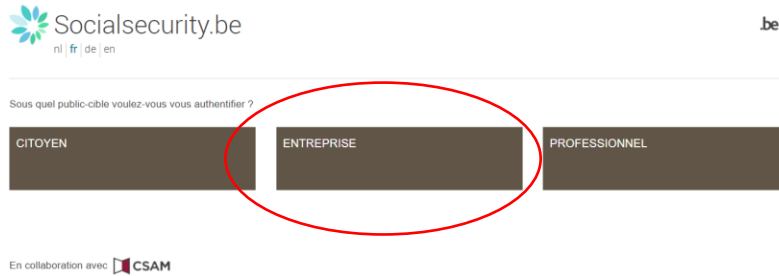 Socialsecurity.be
nl | fr | de | en
.be
Sous quel public-cible voulez-vous vous authentifier ?
CITOYEN
ENTREPRISE
PROFESSIONNEL
En collaboration avec CSAM